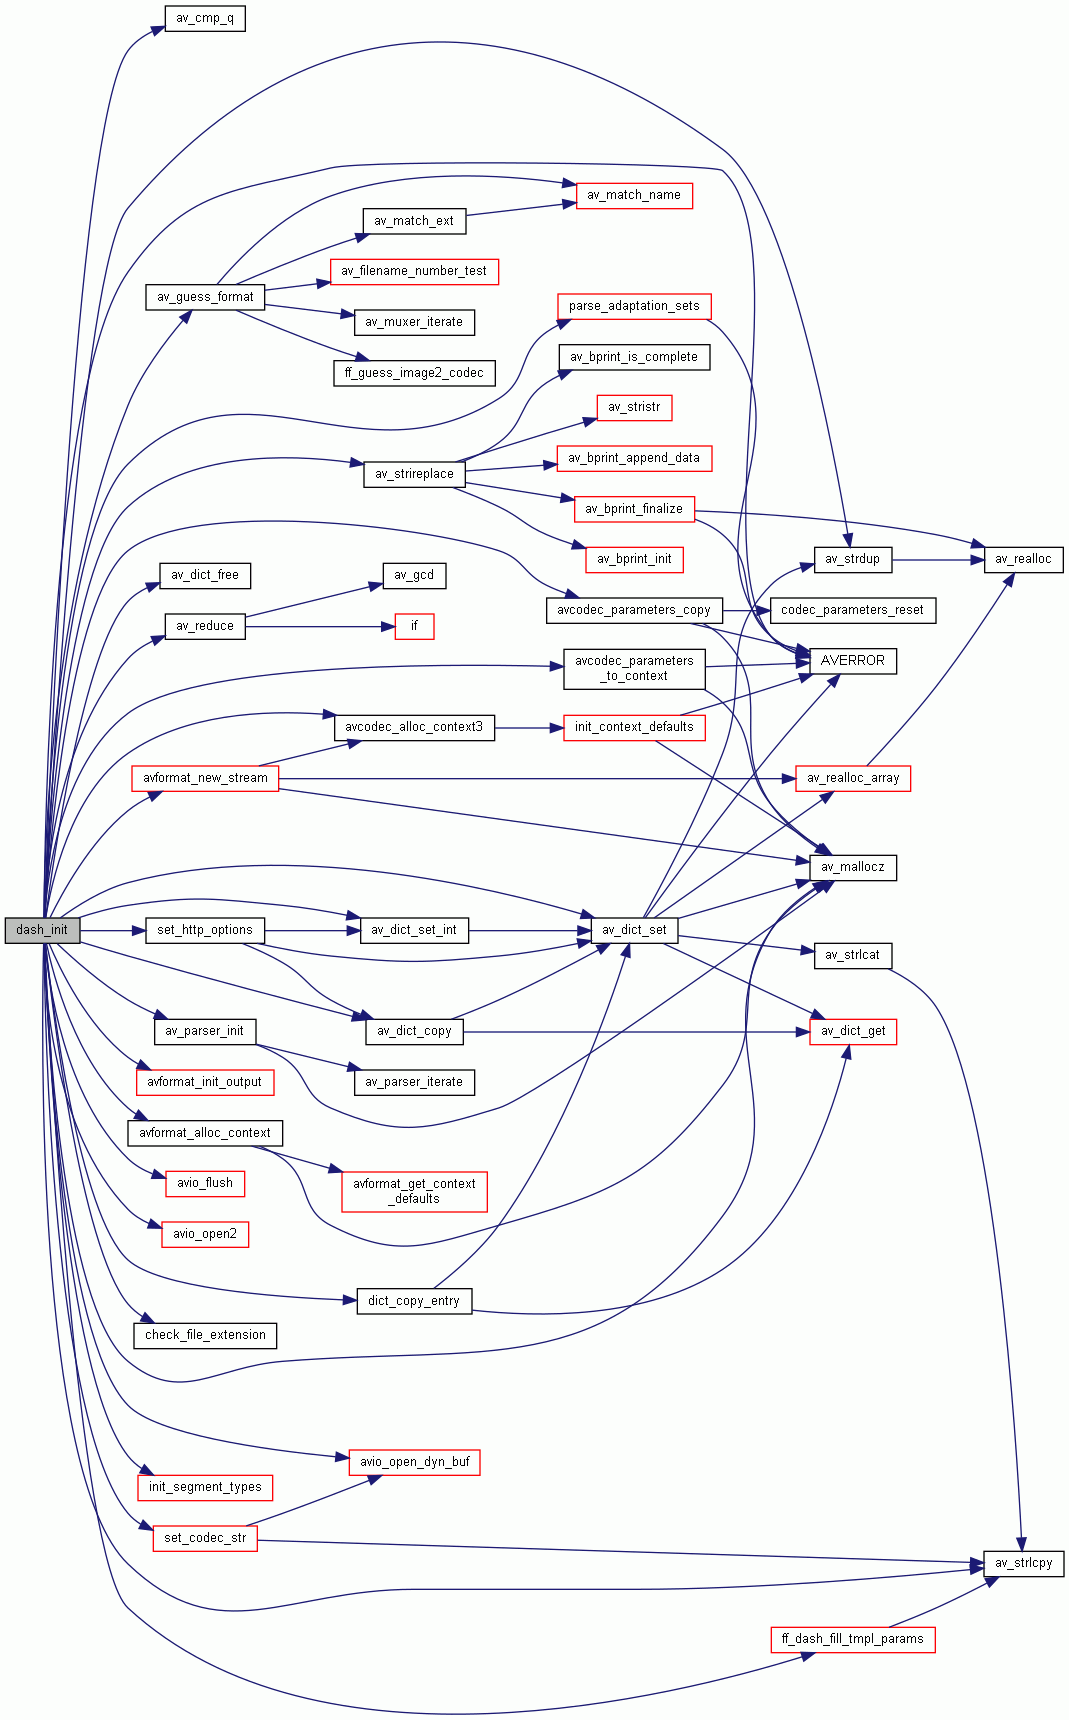 av_cmp_q
av_match_name
av_match_ext
av_filename_number_test
av_guess_format
parse_adaptation_sets
av_muxer_iterate
av_bprint_is_complete
ff_guess_image2_codec
av_stristr
av_bprint_append_data
av_strireplace
av_bprint_finalize
av_bprint_init
av_strdup
av_realloc
av_dict_free
av_gcd
avcodec_parameters_copy
codec_parameters_reset
av_reduce
if
avcodec_parameters
_to_context
AVERROR
avcodec_alloc_context3
init_context_defaults
avformat_new_stream
av_realloc_array
av_mallocz
dash_init
set_http_options
av_dict_set_int
av_dict_set
av_strlcat
av_parser_init
av_dict_copy
av_dict_get
avformat_init_output
av_parser_iterate
avformat_alloc_context
avio_flush
avformat_get_context
_defaults
avio_open2
dict_copy_entry
check_file_extension
avio_open_dyn_buf
init_segment_types
set_codec_str
av_strlcpy
ff_dash_fill_tmpl_params